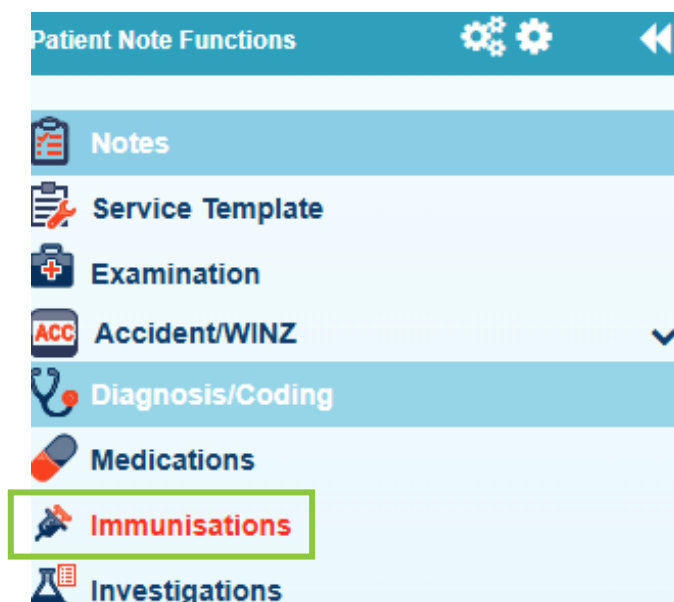 Patient Note Functions
Notes
Service Template
Examination
ACC Accident/WINZ
Diagnosis/Coding
Medications
Immunisations
Investigations